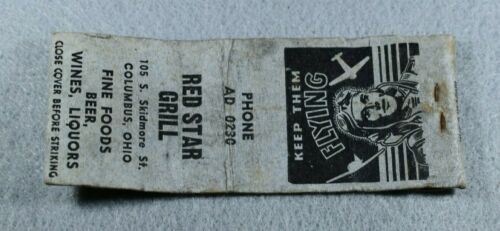 KEEP THEM
FLYING
PHONE
AD 0230
RED STAR
GRILL
105 S. Skidmore St.
COLUMBUS, OHIO
FINE FOODS
BEER,
WINES, LIQUORS
CLOSE COVER BEFORE STRIKING